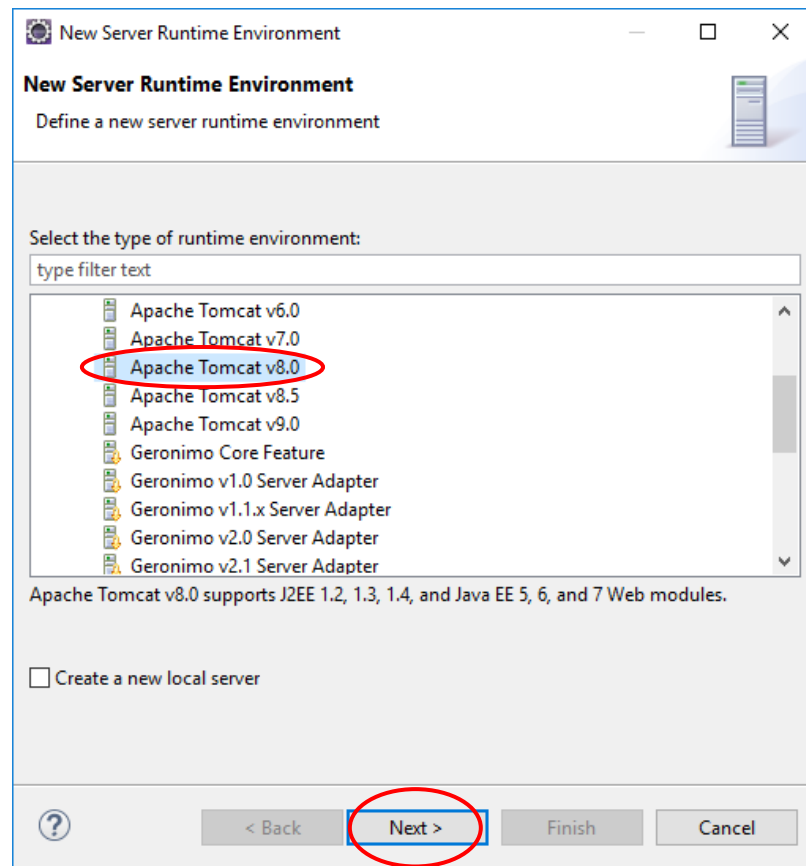 New Server Runtime Environment
New Server Runtime Environment
Define a new server runtime environment
Select the type of runtime environment:
type filter text
Apache Tomcat v6.0
Apache Tomcat v7.0
Apache Tomcat v8.0
Apache Tomcat v8.5
Apache Tomcat v9.0
Geronimo Core Feature
Geronimo v1.0 Server Adapter
Geronimo v1.1.x Server Adapter
Geronimo v2.0 Server Adapter
Geronimo v2.1 Server Adapter
Apache Tomcat v8.0 supports J2EE 1.2, 1.3, 1.4, and Java EE 5, 6, and 7 Web modules.
Create a new local server
? < Back Next > Finish Cancel